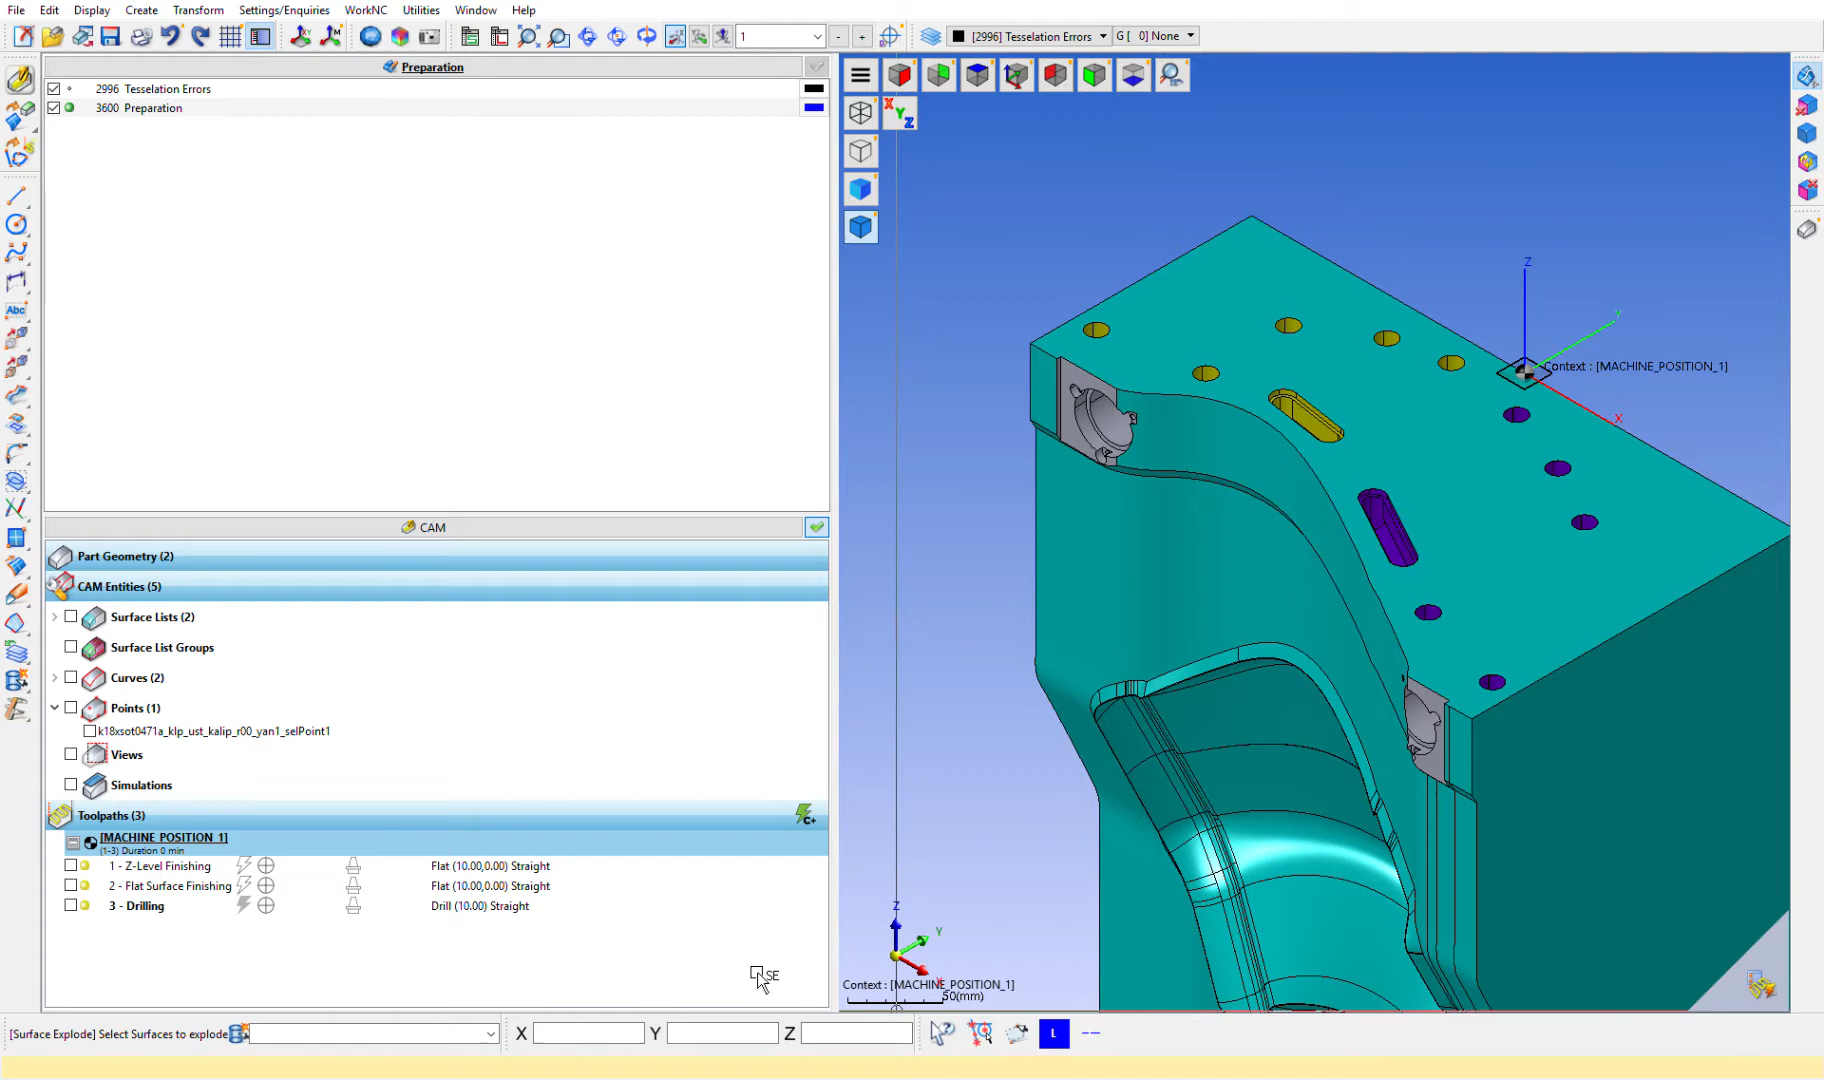 File Edit Display Create Transform Settings/Enquiries WorkNC Utilities Window Help
1
- +
[2996] Tesselation Errors
G [ 0] None
Preparation
2996 Tesselation Errors
3600 Preparation
X
Y
Z
Z
Y
Context : [MACHINE_POSITION_1]
X
Abc
CAM
Part Geometry (2)
CAM Entities (5)
Surface Lists (2)
Surface List Groups
Curves (2)
Points (1)
k18xsot0471a_klp_ust_kalip_r00_yan1_selPoint1
Views
Simulations
Toolpaths (3)
C+
[MACHINE_POSITION_1]
(1-3) Duration 0 min
1 - Z-Level Finishing Flat (10.00,0.00) Straight
2 - Flat Surface Finishing Flat (10.00,0.00) Straight
3 - Drilling Drill (10.00) Straight
SE
Z
Y
X
Context : [MACHINE_POSITION_1]
50(mm)
[Surface Explode] Select Surfaces to explode
X Y Z
L